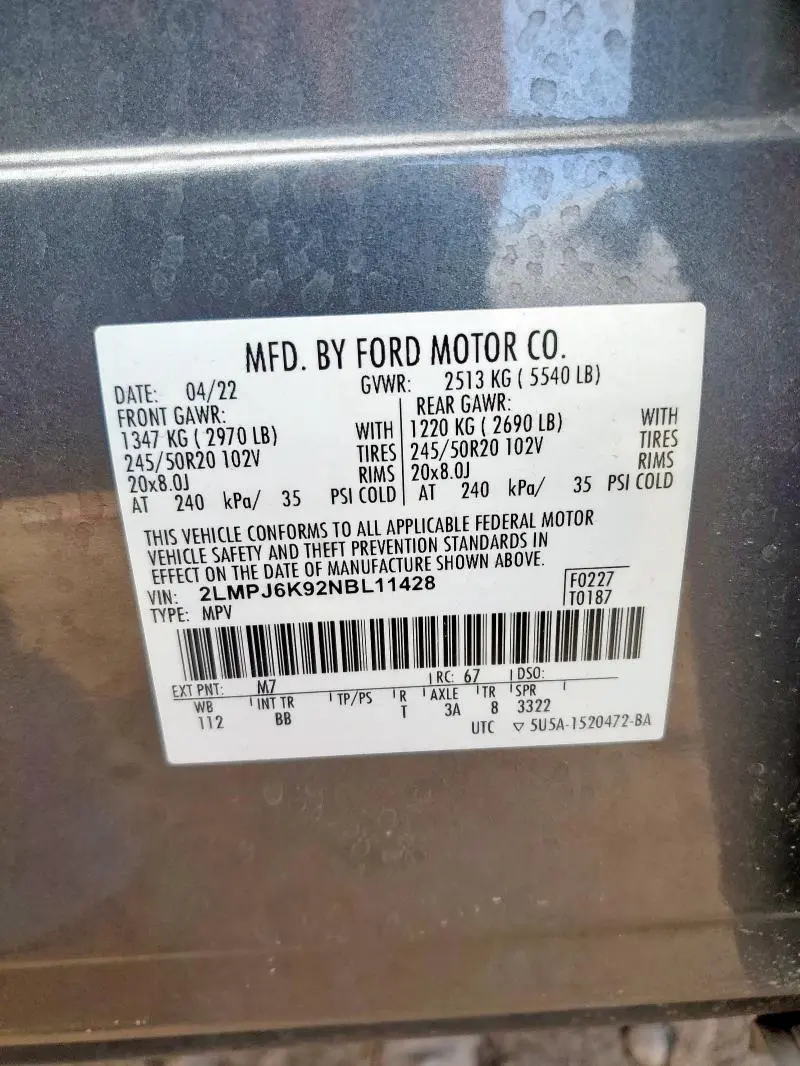 MFD. BY FORD MOTOR CO.
DATE: 04/22 GVWR: 2513 KG ( 5540 LB)
FRONT GAWR: REAR GAWR:
1347 KG ( 2970 LB) WITH 1220 KG ( 2690 LB) WITH
245/50R20 102V TIRES 245/50R20 102V TIRES
20x8.0J RIMS 20x8.0J RIMS
AT 240 kPa/ 35 PSI COLD AT 240 kPa/ 35 PSI COLD
THIS VEHICLE CONFORMS TO ALL APPLICABLE FEDERAL MOTOR
VEHICLE SAFETY AND THEFT PREVENTION STANDARDS IN
EFFECT ON THE DATE OF MANUFACTURE SHOWN ABOVE.
VIN: 2LMPJ6K92NBL11428 F0227
TYPE: MPV T0187
EXT PNT: M7 RC: 67 DSO:
WB INT TR TP/PS R AXLE TR SPR
112 BB T 3A 8 3322
UTC ▽ 5U5A-1520472-BA